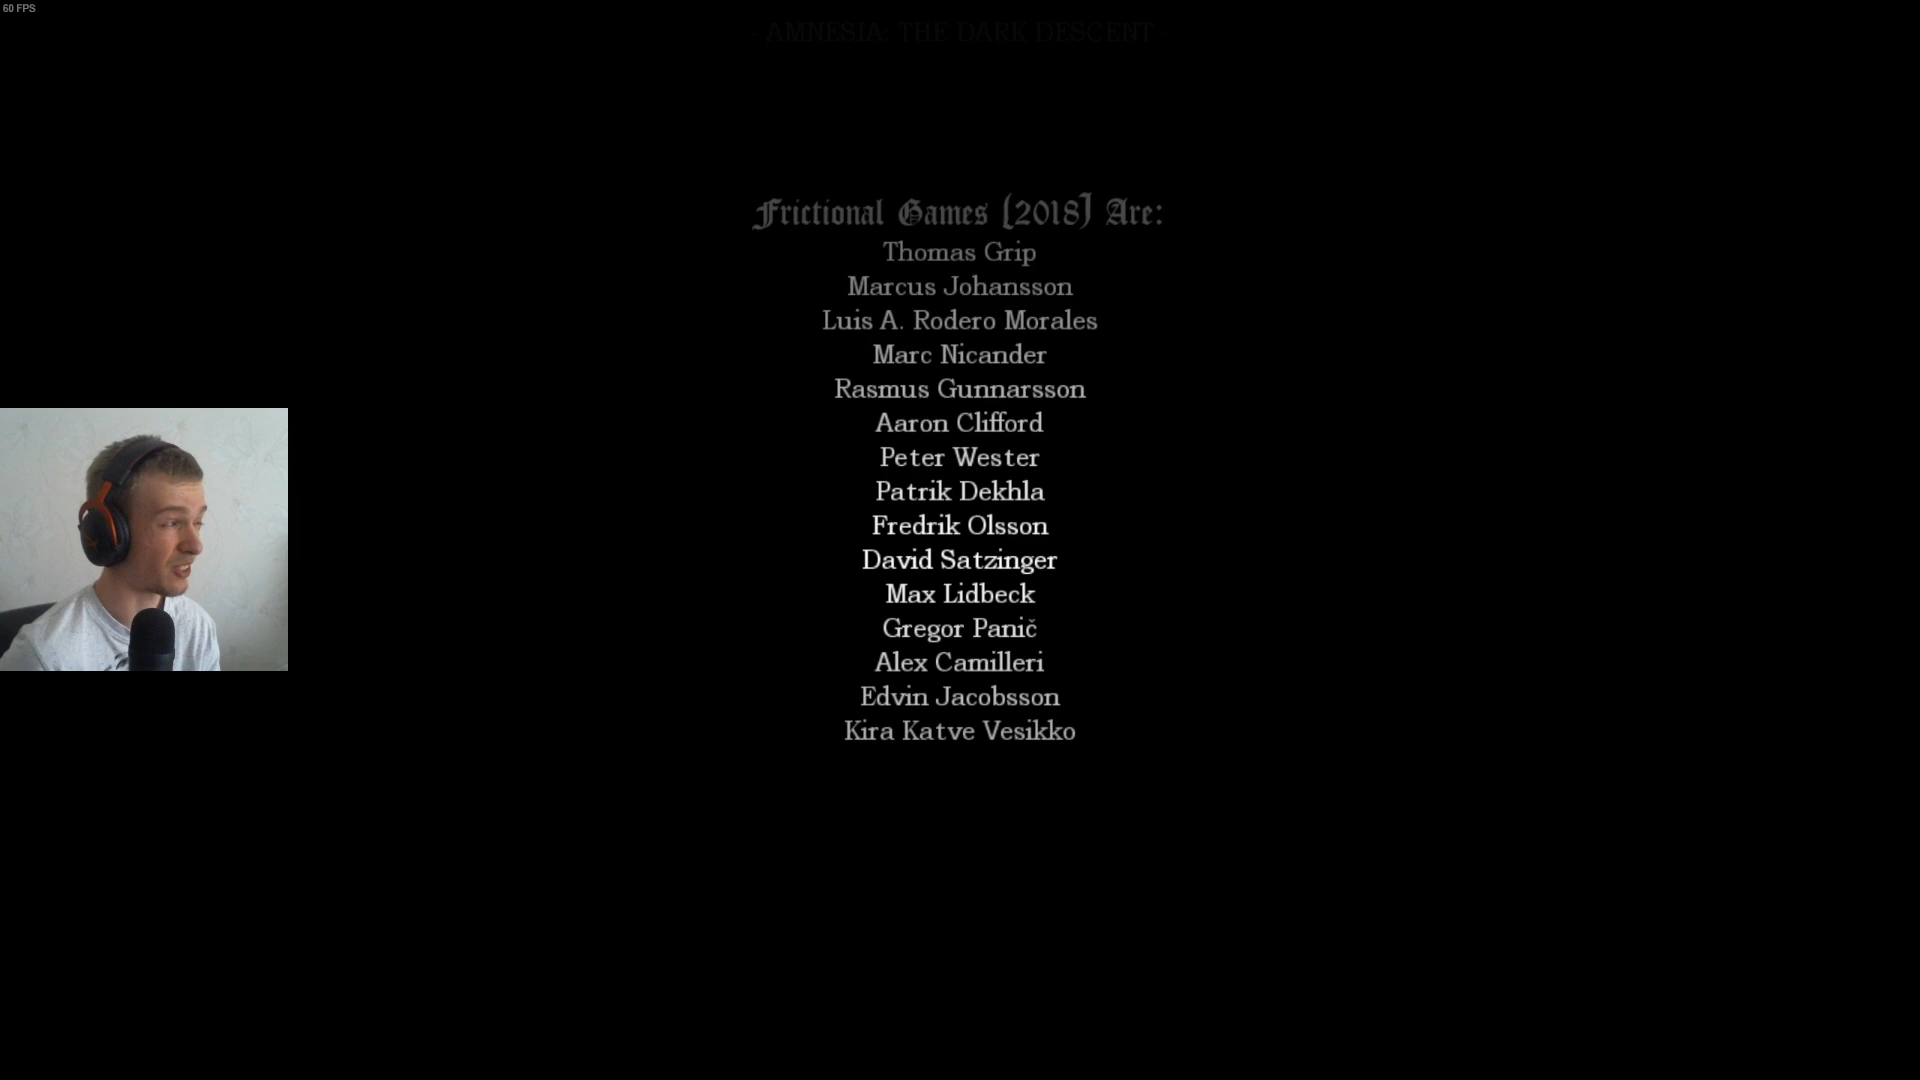 60 FPS
- AMNESIA: THE DARK DESCENT -
Frictional Games [2018] Are:
Thomas Grip
Marcus Johansson
Luis A. Rodero Morales
Marc Nicander
Rasmus Gunnarsson
Aaron Clifford
Peter Wester
Patrik Dekhla
Fredrik Olsson
David Satzinger
Max Lidbeck
Gregor Panič
Alex Camilleri
Edvin Jacobsson
Kira Katve Vesikko